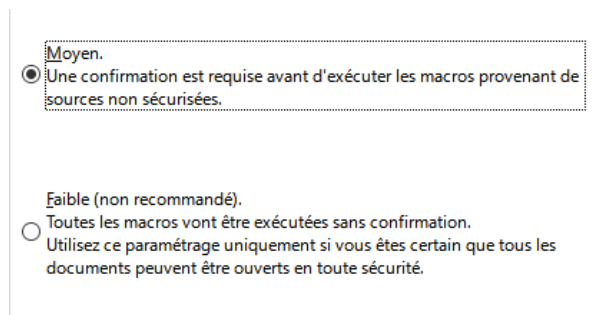 Moyen.
Une confirmation est requise avant d'exécuter les macros provenant de
sources non sécurisées.
Faible (non recommandé).
Toutes les macros vont être exécutées sans confirmation.
Utilisez ce paramétrage uniquement si vous êtes certain que tous les
documents peuvent être ouverts en toute sécurité.